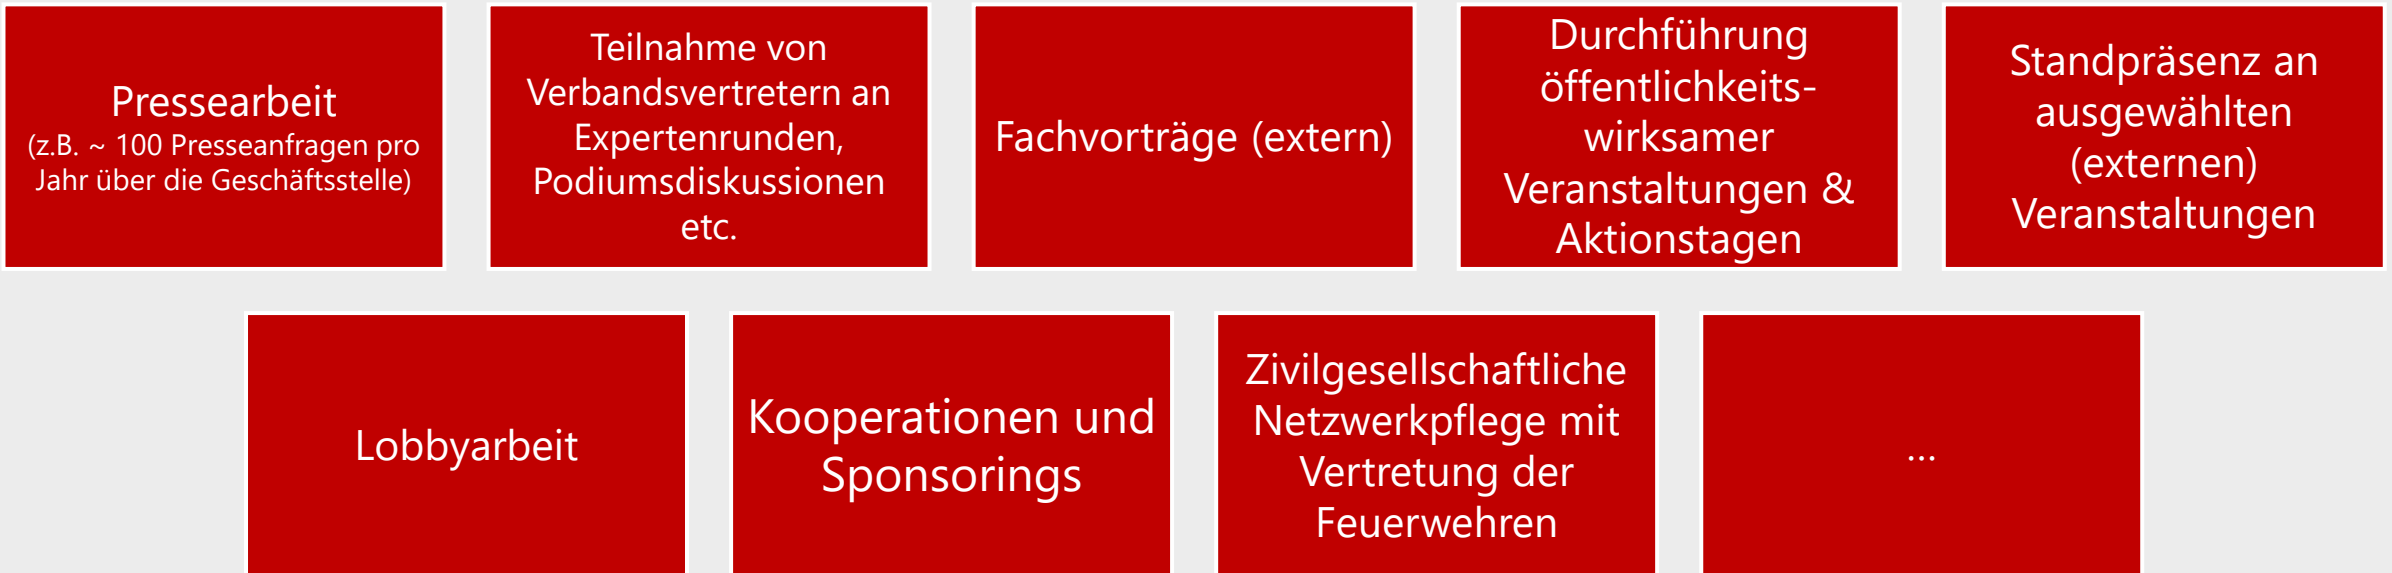 Pressearbeit
(z.B. ~ 100 Presseanfragen pro
Jahr über die Geschäftsstelle)
Teilnahme von
Verbandsvertretern an
Expertenrunden,
Podiumsdiskussionen
etc.
Fachvorträge (extern)
Durchführung
öffentlichkeits-
wirksamer
Veranstaltungen &
Aktionstagen
Standpräsenz an
ausgewählten
(externen)
Veranstaltungen
Lobbyarbeit
Kooperationen und
Sponsorings
Zivilgesellschaftliche
Netzwerkpflege mit
Vertretung der
Feuerwehren
...